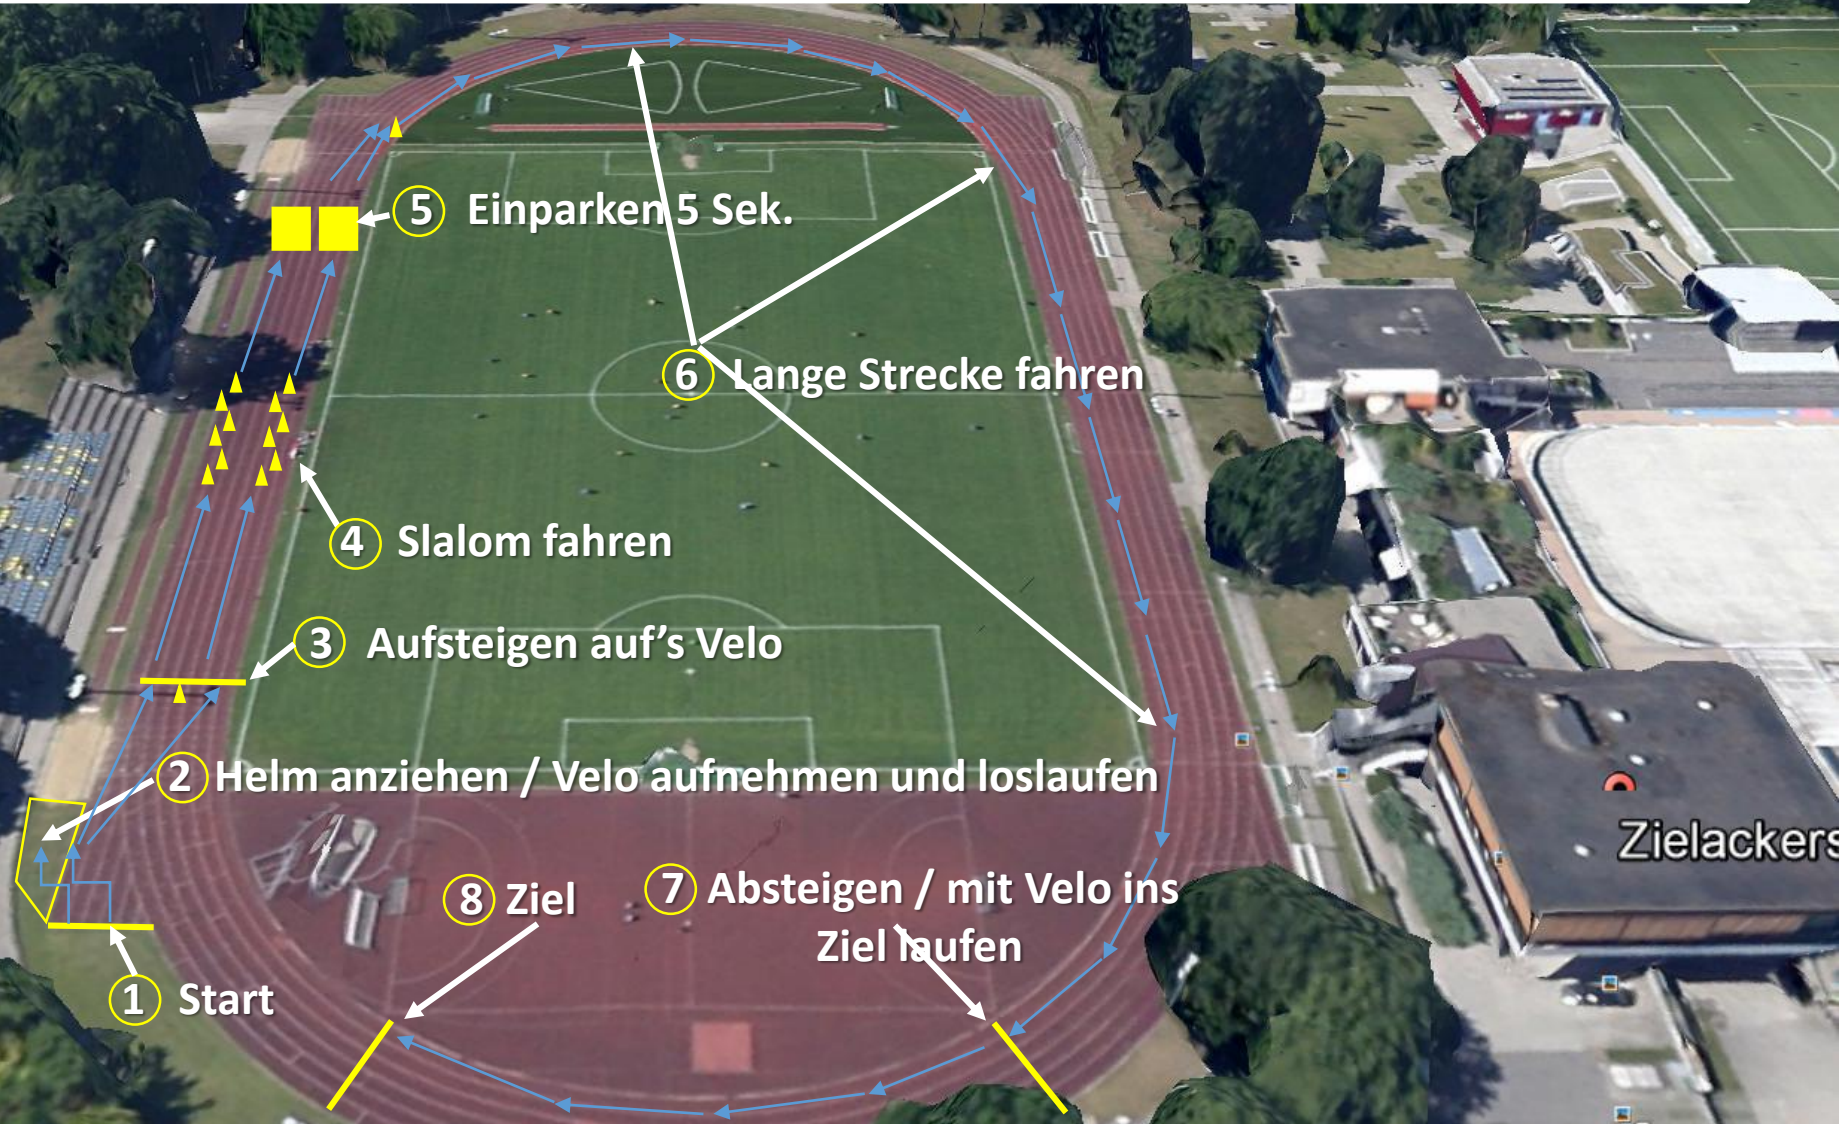 5 Einparken 5 Sek.
6 Lange Strecke fahren
4 Slalom fahren
3 Aufsteigen auf’s Velo
2 Helm anziehen / Velo aufnehmen und loslaufen
Zielackers
8 Ziel
7 Absteigen / mit Velo ins
Ziel laufen
1 Start